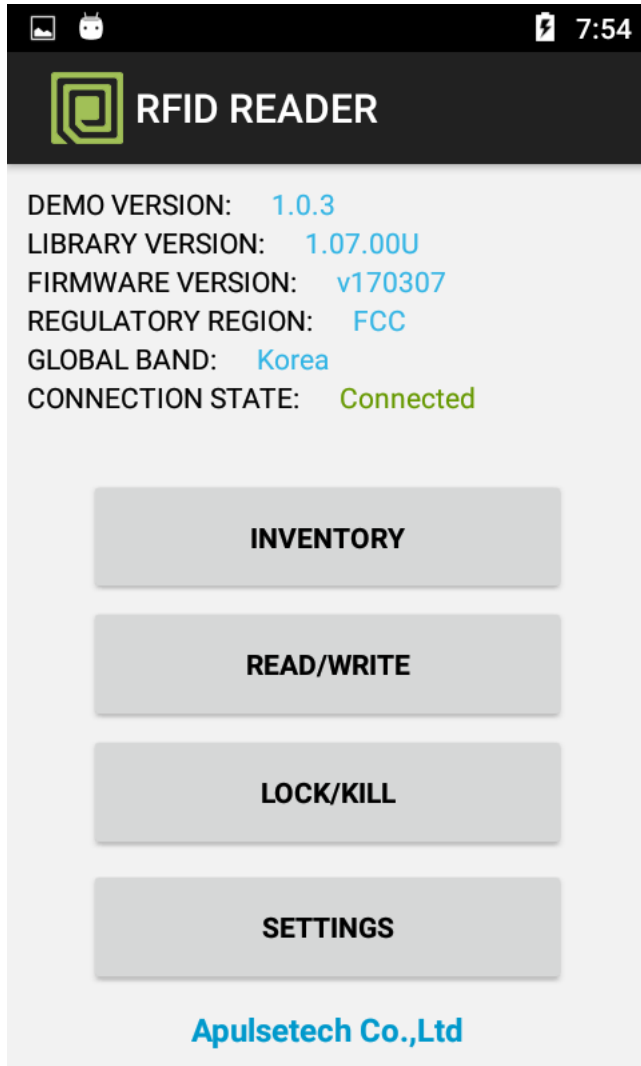 7:54
RFID READER
DEMO VERSION: 1.0.3
LIBRARY VERSION: 1.07.00U
FIRMWARE VERSION: v170307
REGULATORY REGION: FCC
GLOBAL BAND: Korea
CONNECTION STATE: Connected
INVENTORY
READ/WRITE
LOCK/KILL
SETTINGS
Apulsetech Co.,Ltd